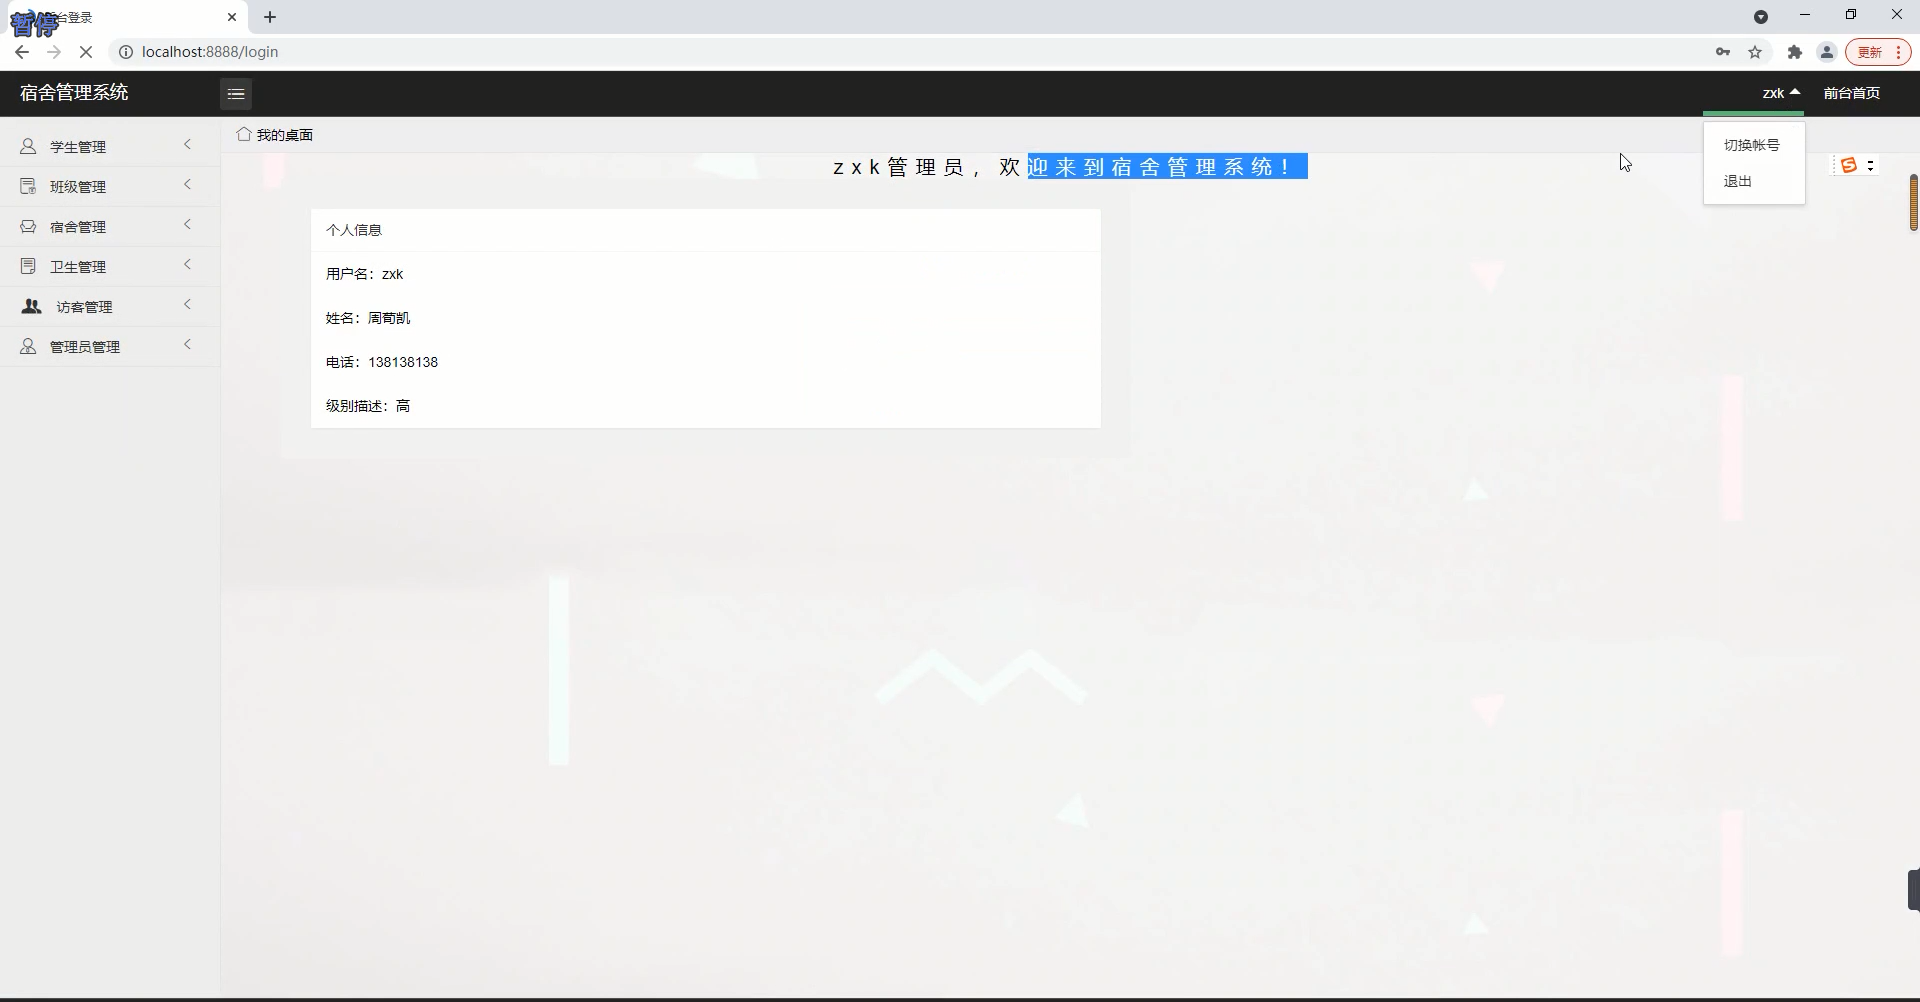 暂停
台登录
localhost:8888/login
更新
宿舍管理系统
zxk
前台首页
切换帐号
退出
学生管理
班级管理
宿舍管理
卫生管理
访客管理
管理员管理
我的桌面
zxk管理员，欢迎来到宿舍管理系统！
个人信息
用户名：zxk
姓名：周荀凯
电话：138138138
级别描述：高